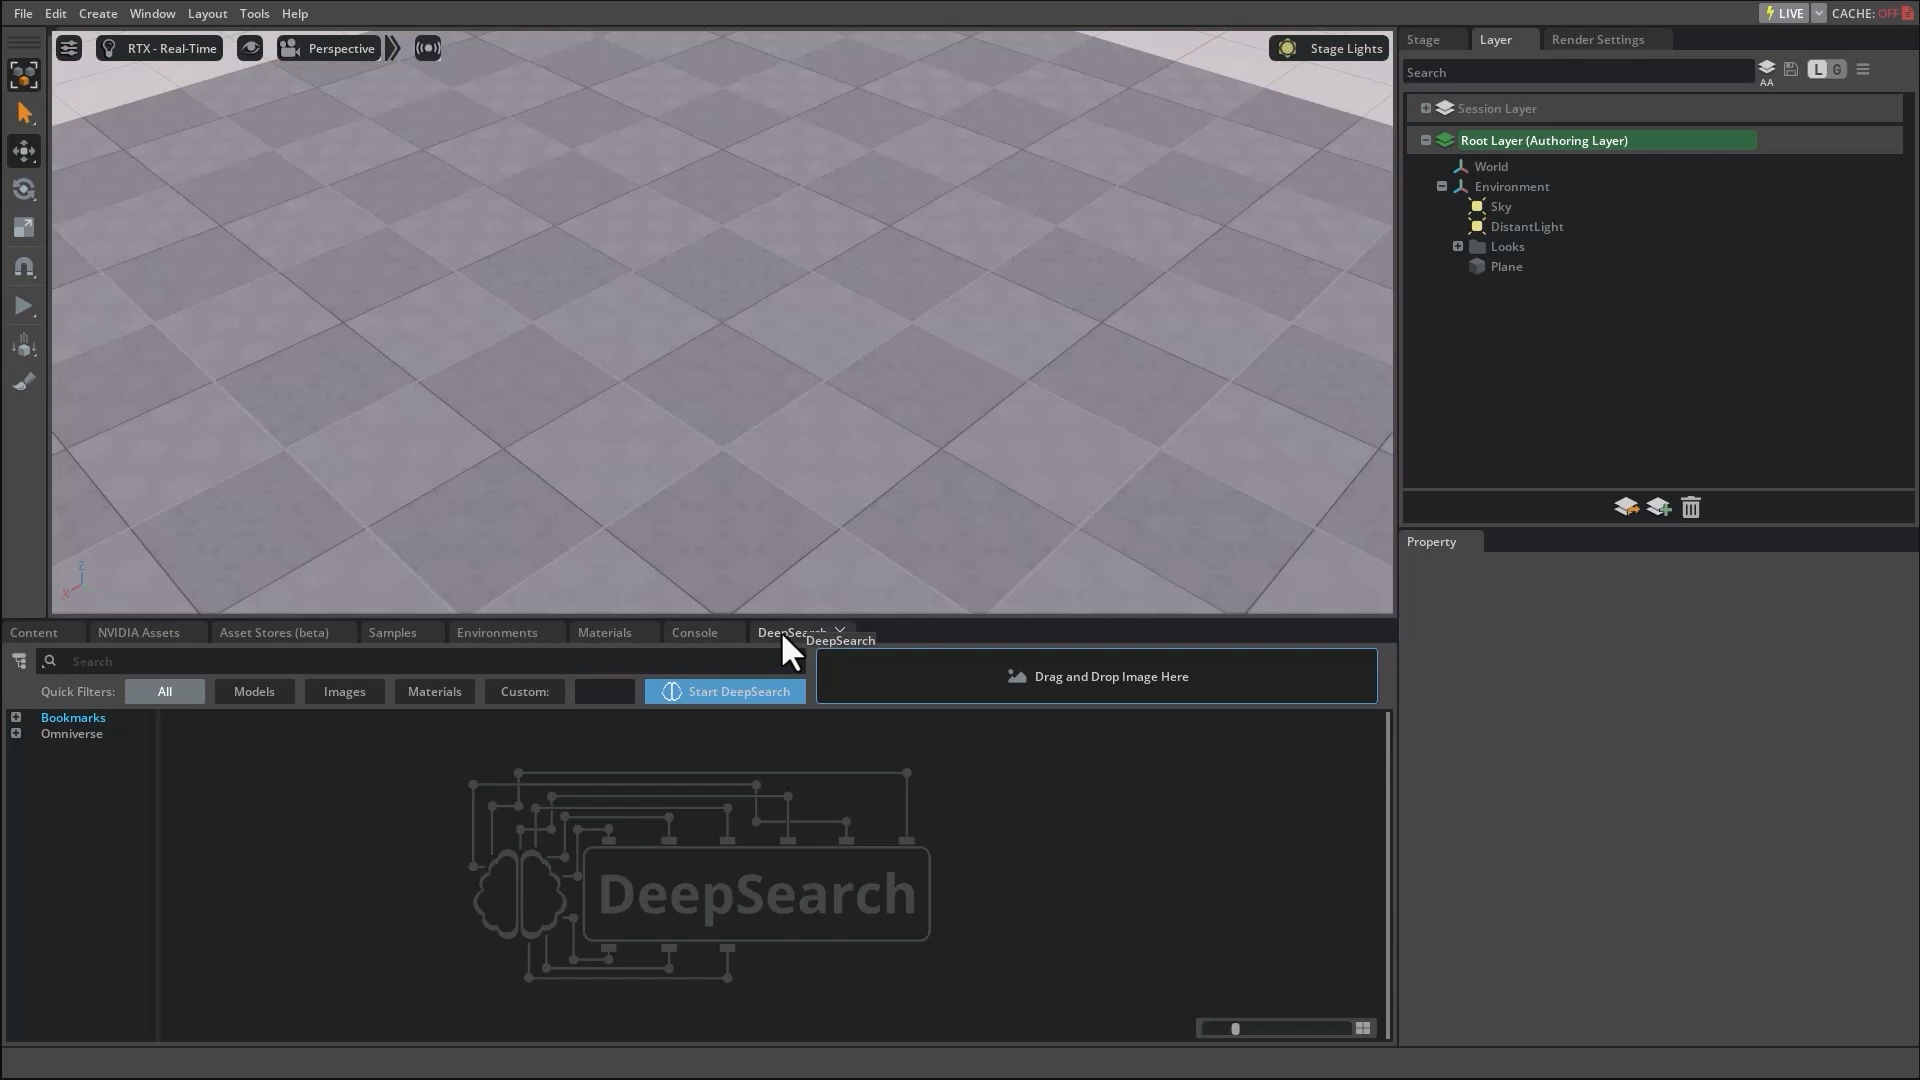 File Edit Create Window Layout Tools Help
LIVE CACHE: OFF
RTX - Real-Time Perspective Stage Lights
Stage Layer Render Settings
Search
AA
L G
Session Layer
Root Layer (Authoring Layer)
World
Environment
Sky
DistantLight
Looks
Plane
Property
Z
X
Content NVIDIA Assets Asset Stores (beta) Samples Environments Materials Console DeepSearch
DeepSearch
Search
Drag and Drop Image Here
Quick Filters: All Models Images Materials Custom: Start DeepSearch
Bookmarks
Omniverse
DeepSearch